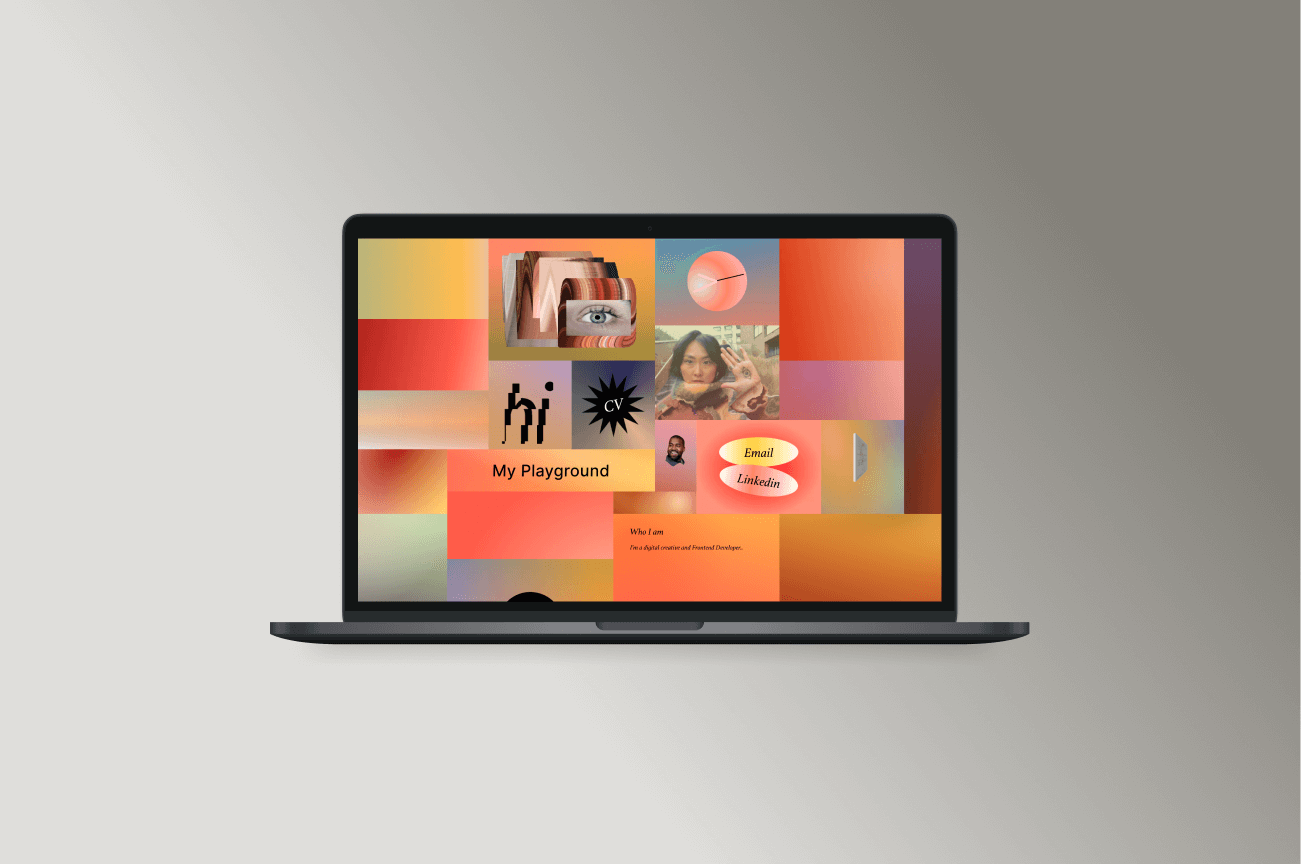 hi
CV
My Playground
Email
Linkedin
Who I am
I'm a digital creative and Frontend Developer.